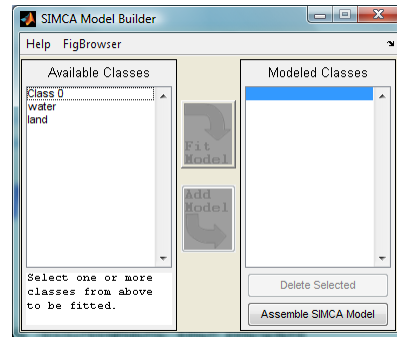 SIMCA Model Builder
Help FigBrowser
Available Classes
Class 0
water
land
Select one or more
classes from above
to be fitted.
Fit
Model
Add
Model
Modeled Classes
Delete Selected
Assemble SIMCA Model